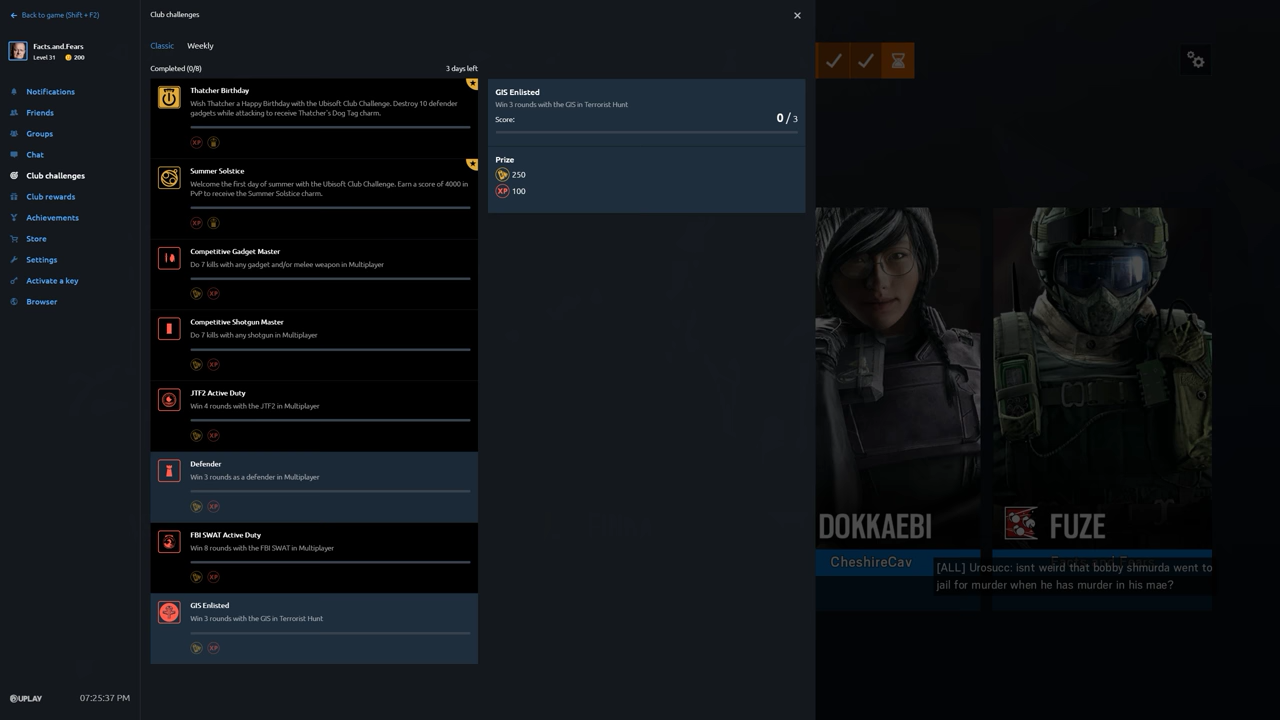 Back to game (Shift + F2)
Facts.and.Fears
Level 31 200
Notifications
Friends
Groups
Chat
Club challenges
Club rewards
Achievements
Store
Settings
Activate a key
Browser
UPLAY
07:25:37 PM
Club challenges
Classic Weekly
Completed (0/8) 3 days left
Thatcher Birthday
Wish Thatcher a Happy Birthday with the Ubisoft Club Challenge. Destroy 10 defender
gadgets while attacking to receive Thatcher's Dog Tag charm.
XP
Summer Solstice
Welcome the first day of summer with the Ubisoft Club Challenge. Earn a score of 4000 in
PvP to receive the Summer Solstice charm.
XP
Competitive Gadget Master
Do 7 kills with any gadget and/or melee weapon in Multiplayer
XP
Competitive Shotgun Master
Do 7 kills with any shotgun in Multiplayer
XP
JTF2 Active Duty
Win 4 rounds with the JTF2 in Multiplayer
XP
Defender
Win 3 rounds as a defender in Multiplayer
XP
FBI SWAT Active Duty
Win 8 rounds with the FBI SWAT in Multiplayer
XP
GIS Enlisted
Win 3 rounds with the GIS in Terrorist Hunt
XP
GIS Enlisted
Win 3 rounds with the GIS in Terrorist Hunt
Score: 0 / 3
Prize
250
XP 100
DOKKAEBI
CheshireCav
FUZE
[ALL] Urosucc: isnt weird that bobby shmurda went to
jail for murder when he has murder in his mae?